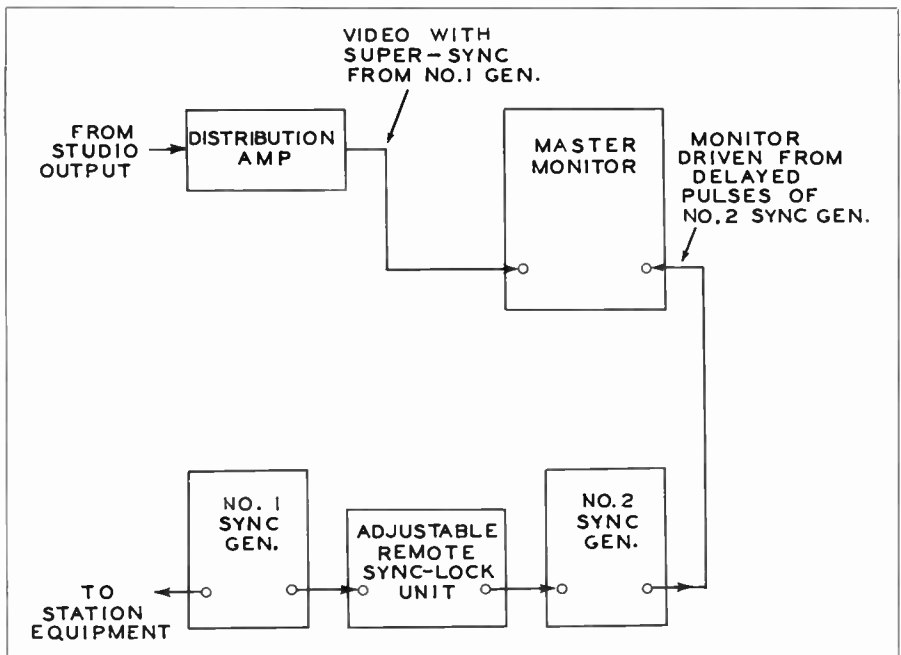 VIDEO WITH
SUPER-SYNC
FROM NO.1 GEN.
FROM
STUDIO
OUTPUT
DISTRIBUTION
AMP
MASTER
MONITOR
MONITOR
DRIVEN FROM
DELAYED
PULSES OF
NO.2 SYNC GEN.
NO. 1
SYNC
GEN.
ADJUSTABLE
REMOTE
SYNC-LOCK
UNIT
NO.2
SYNC
GEN.
TO
STATION
EQUIPMENT